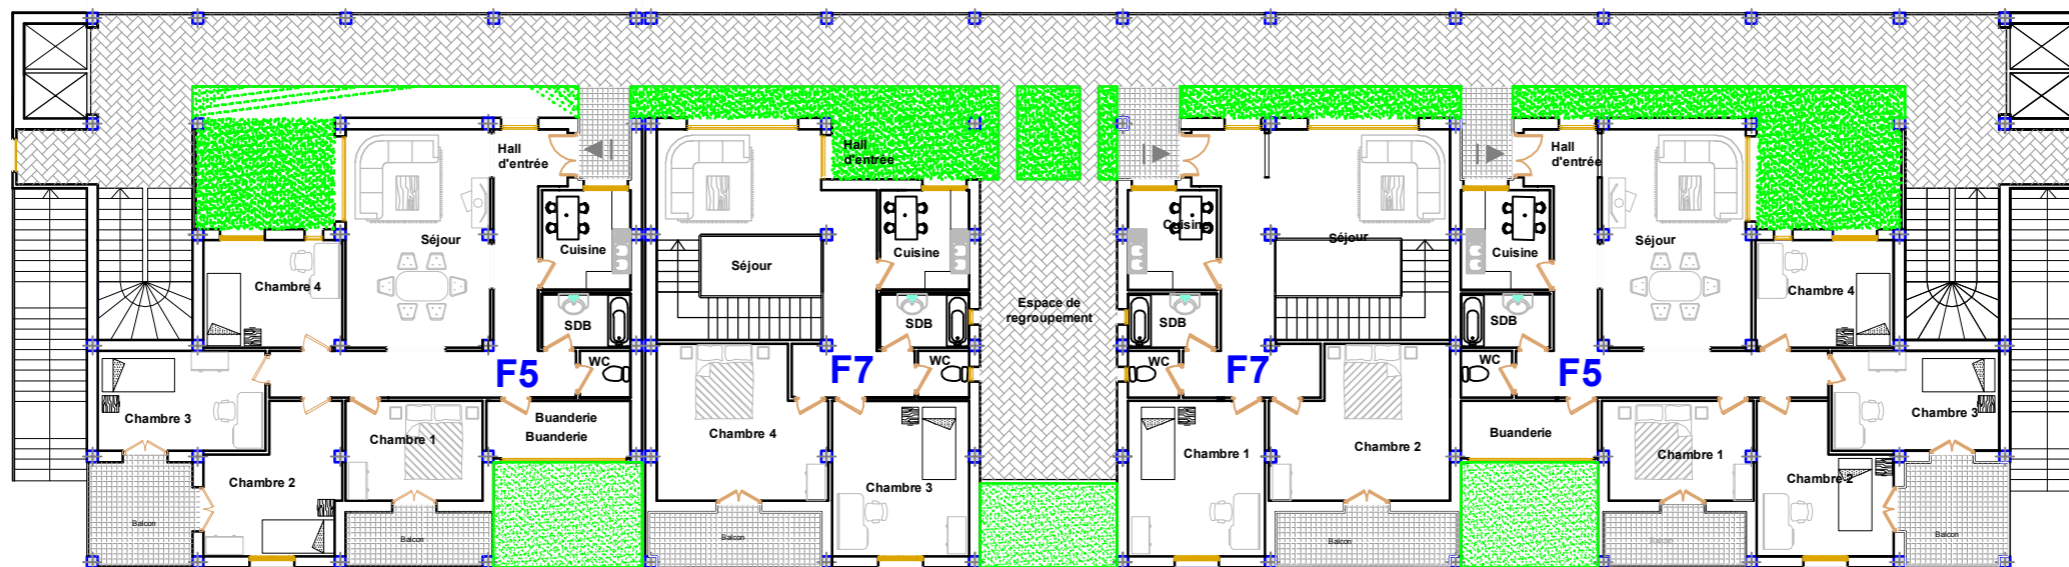 Hall
d'entrée
Séjour
Cuisine
Chambre 4
SDB
WC
F5
Chambre 3
Chambre 1
Buanderie
Buanderie
Chambre 2
Balcon
Balcon
Hall
d'entrée
Séjour
Cuisine
SDB
WC
F7
Chambre 4
Chambre 3
Balcon
Espace de
regroupement
Cuisine
Séjour
SDB
WC
F7
Chambre 1
Chambre 2
Balcon
Hall
d'entrée
Cuisine
Séjour
Chambre 4
SDB
WC
F5
Chambre 3
Buanderie
Chambre 1
Chambre 2
Balcon
Balcon